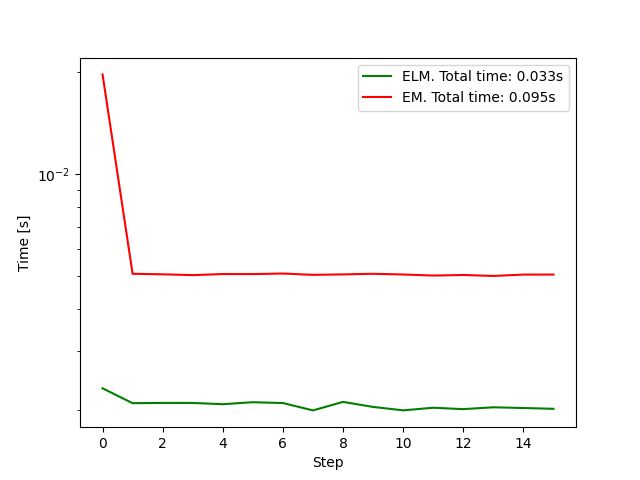 ELM. Total time: 0.033s
EM. Total time: 0.095s
10⁻²
Time [s]
0 2 4 6 8 10 12 14
Step